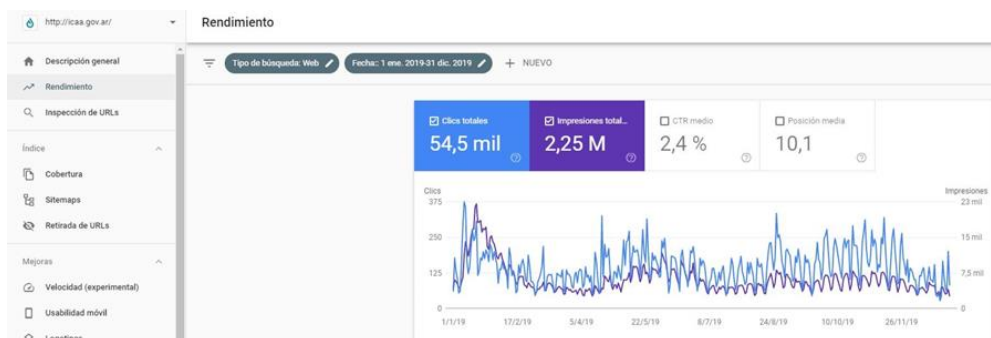 http://icaa.gov.ar/
Rendimiento
Descripción general
Rendimiento
Inspección de URLs
Índice
Cobertura
Sitemaps
Retirada de URLs
Mejoras
Velocidad (experimental)
Usabilidad móvil
Tipo de búsqueda: Web
Fecha:: 1 ene. 2019-31 dic. 2019
+ NUEVO
Clics totales
54,5 mil
Impresiones total...
2,25 M
CTR medio
2,4 %
Posición media
10,1
Clics
Impresiones
375
250
125
0
23 mil
15 mil
7,5 mil
0
1/1/19 17/2/19 5/4/19 22/5/19 8/7/19 24/8/19 10/10/19 26/11/19